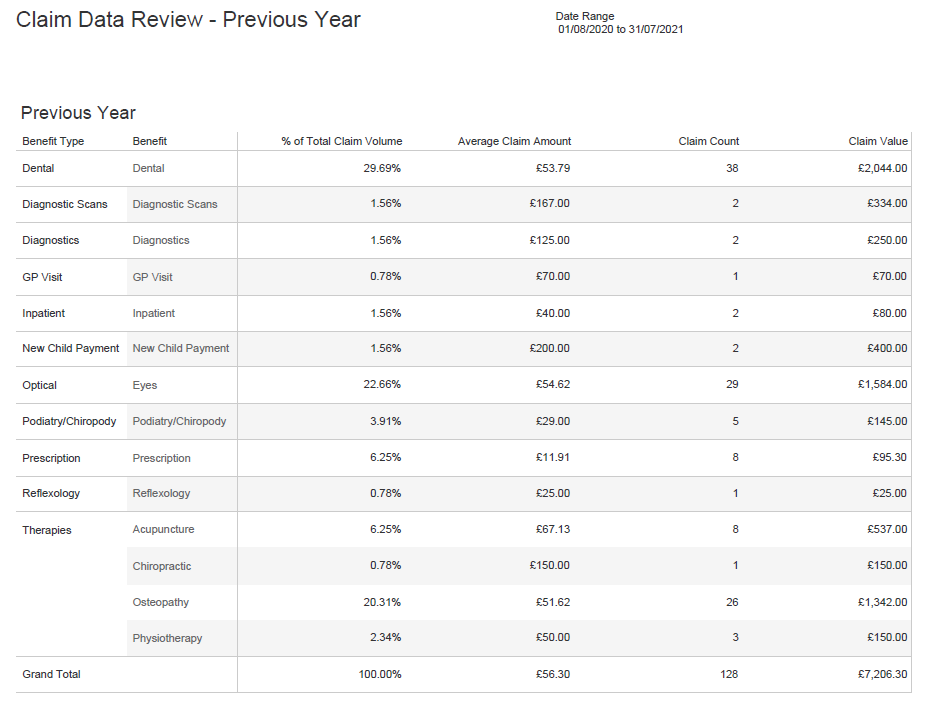 Claim Data Review - Previous Year
Date Range
01/08/2020 to 31/07/2021
Previous Year
Benefit Type Benefit % of Total Claim Volume Average Claim Amount Claim Count Claim Value
Dental Dental 29.69% £53.79 38 £2,044.00
Diagnostic Scans Diagnostic Scans 1.56% £167.00 2 £334.00
Diagnostics Diagnostics 1.56% £125.00 2 £250.00
GP Visit GP Visit 0.78% £70.00 1 £70.00
Inpatient Inpatient 1.56% £40.00 2 £80.00
New Child Payment New Child Payment 1.56% £200.00 2 £400.00
Optical Eyes 22.66% £54.62 29 £1,584.00
Podiatry/Chiropody Podiatry/Chiropody 3.91% £29.00 5 £145.00
Prescription Prescription 6.25% £11.91 8 £95.30
Reflexology Reflexology 0.78% £25.00 1 £25.00
Therapies Acupuncture 6.25% £67.13 8 £537.00
Chiropractic 0.78% £150.00 1 £150.00
Osteopathy 20.31% £51.62 26 £1,342.00
Physiotherapy 2.34% £50.00 3 £150.00
Grand Total 100.00% £56.30 128 £7,206.30